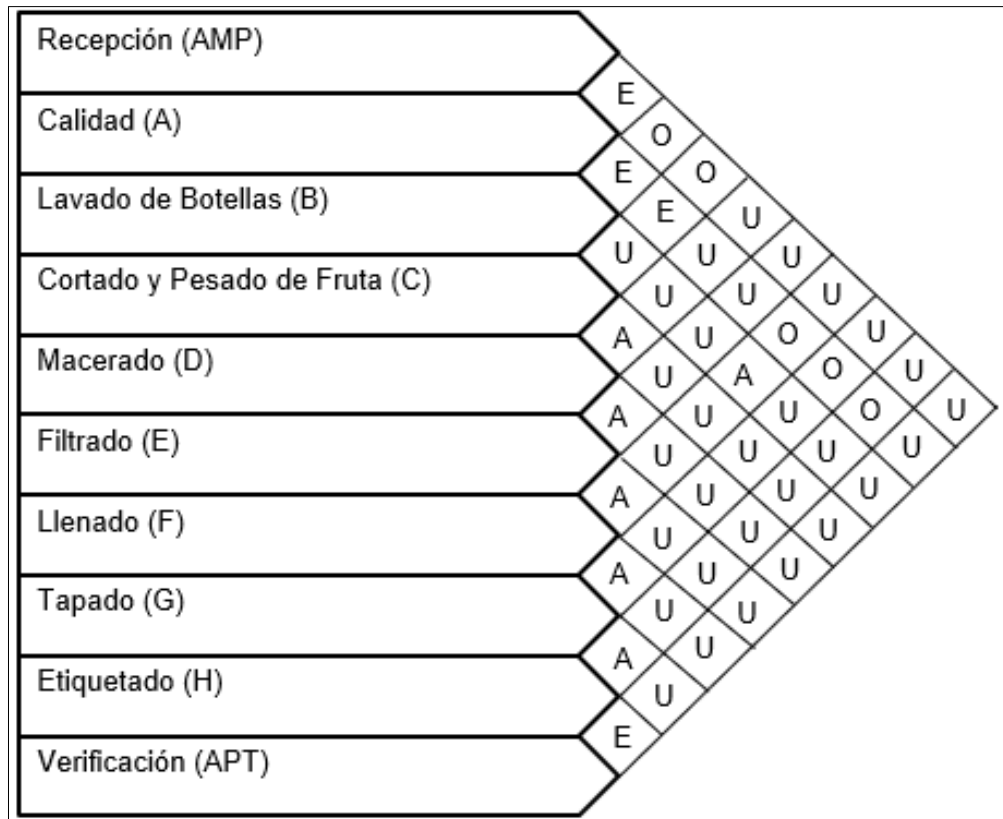 Recepción (AMP)
E
Calidad (A)
O
E O
Lavado de Botellas (B)
E U
U U U
Cortado y Pesado de Fruta (C)
U U U
A U O U
Macerado (D)
U A O U
A U U O U
Filtrado (E)
U U U U
A U U U
Llenado (F)
U U U
A U U
Tapado (G)
U U
A U
Etiquetado (H)
U
E
Verificación (APT)